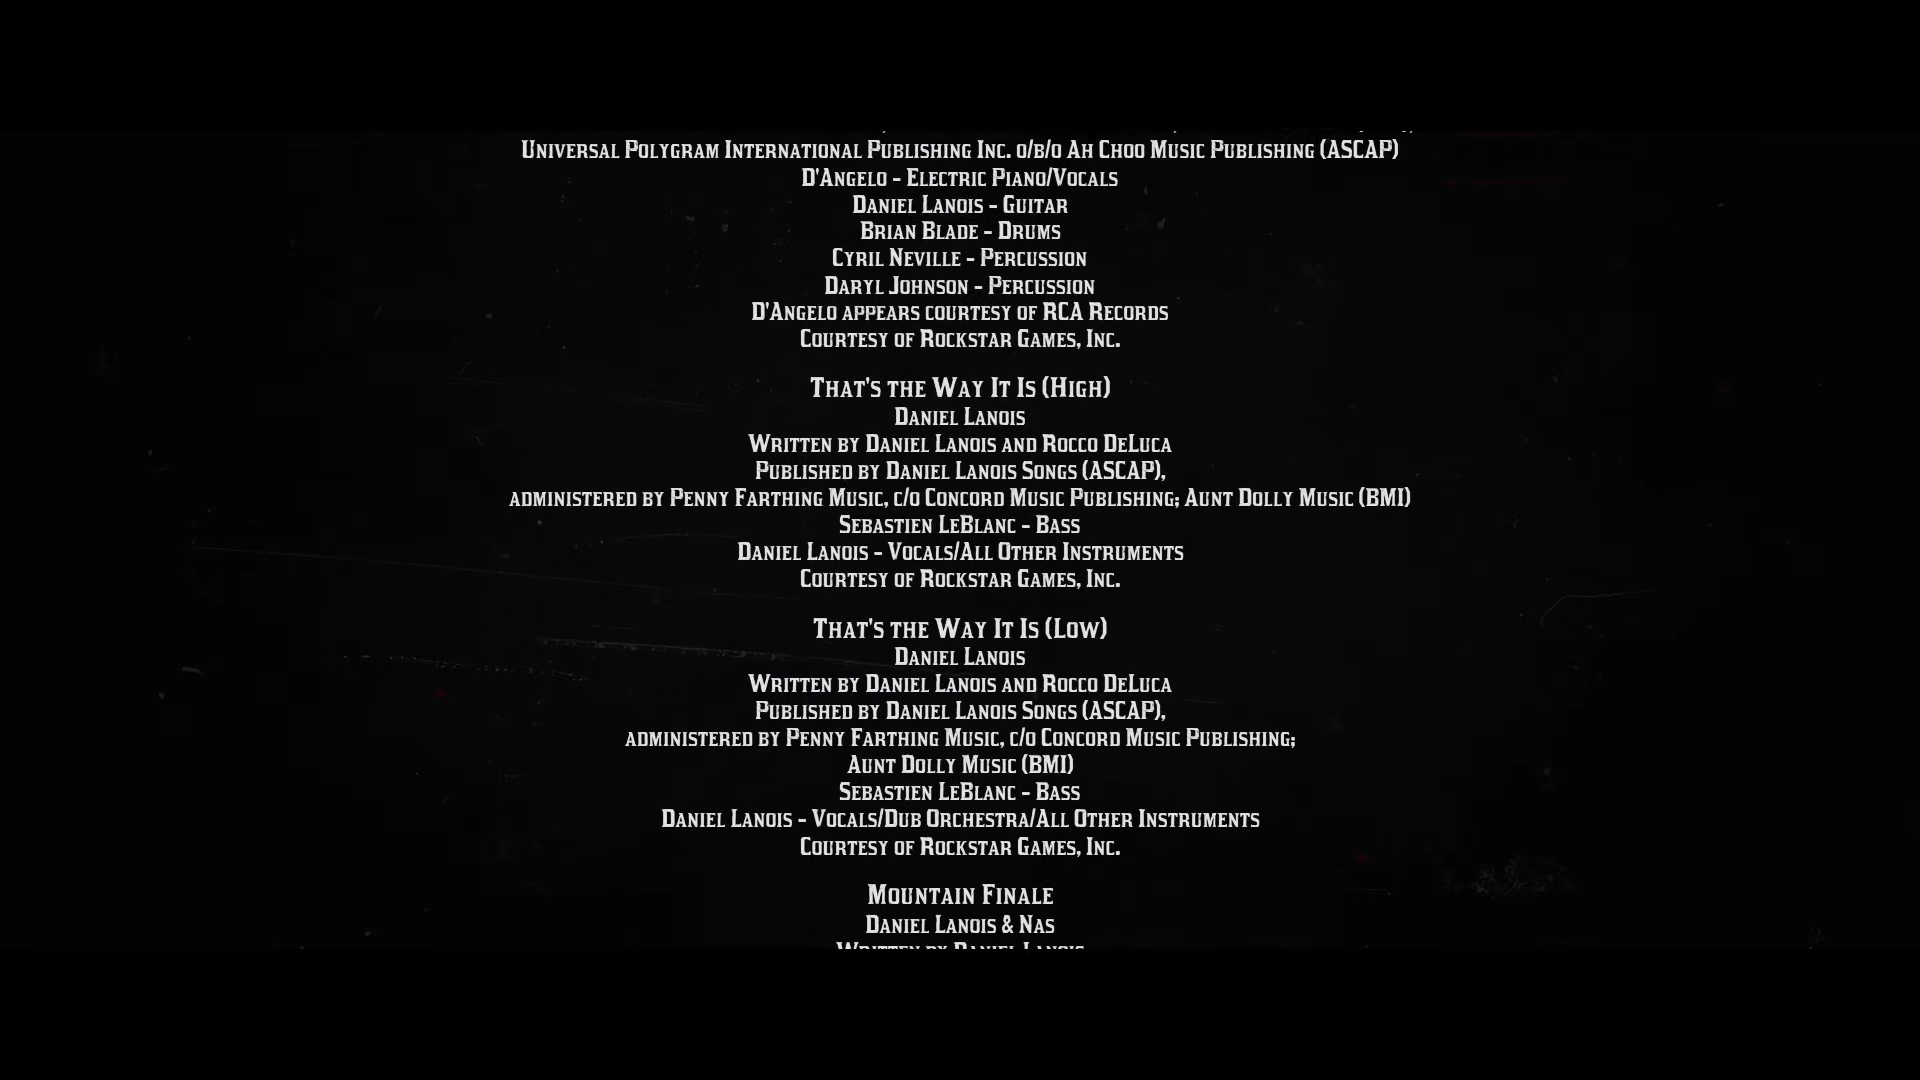 Universal Polygram International Publishing Inc. o/b/o Ah Choo Music Publishing (ASCAP)
D'Angelo - Electric Piano/Vocals
Daniel Lanois - Guitar
Brian Blade - Drums
Cyril Neville - Percussion
Daryl Johnson - Percussion
D'Angelo appears courtesy of RCA Records
Courtesy of Rockstar Games, Inc.
That's the Way It Is (High)
Daniel Lanois
Written by Daniel Lanois and Rocco DeLuca
Published by Daniel Lanois Songs (ASCAP),
administered by Penny Farthing Music, c/o Concord Music Publishing; Aunt Dolly Music (BMI)
Sebastien LeBlanc - Bass
Daniel Lanois - Vocals/All Other Instruments
Courtesy of Rockstar Games, Inc.
That's the Way It Is (Low)
Daniel Lanois
Written by Daniel Lanois and Rocco DeLuca
Published by Daniel Lanois Songs (ASCAP),
administered by Penny Farthing Music, c/o Concord Music Publishing;
Aunt Dolly Music (BMI)
Sebastien LeBlanc - Bass
Daniel Lanois - Vocals/Dub Orchestra/All Other Instruments
Courtesy of Rockstar Games, Inc.
Mountain Finale
Daniel Lanois & Nas
Written by Daniel Lanois